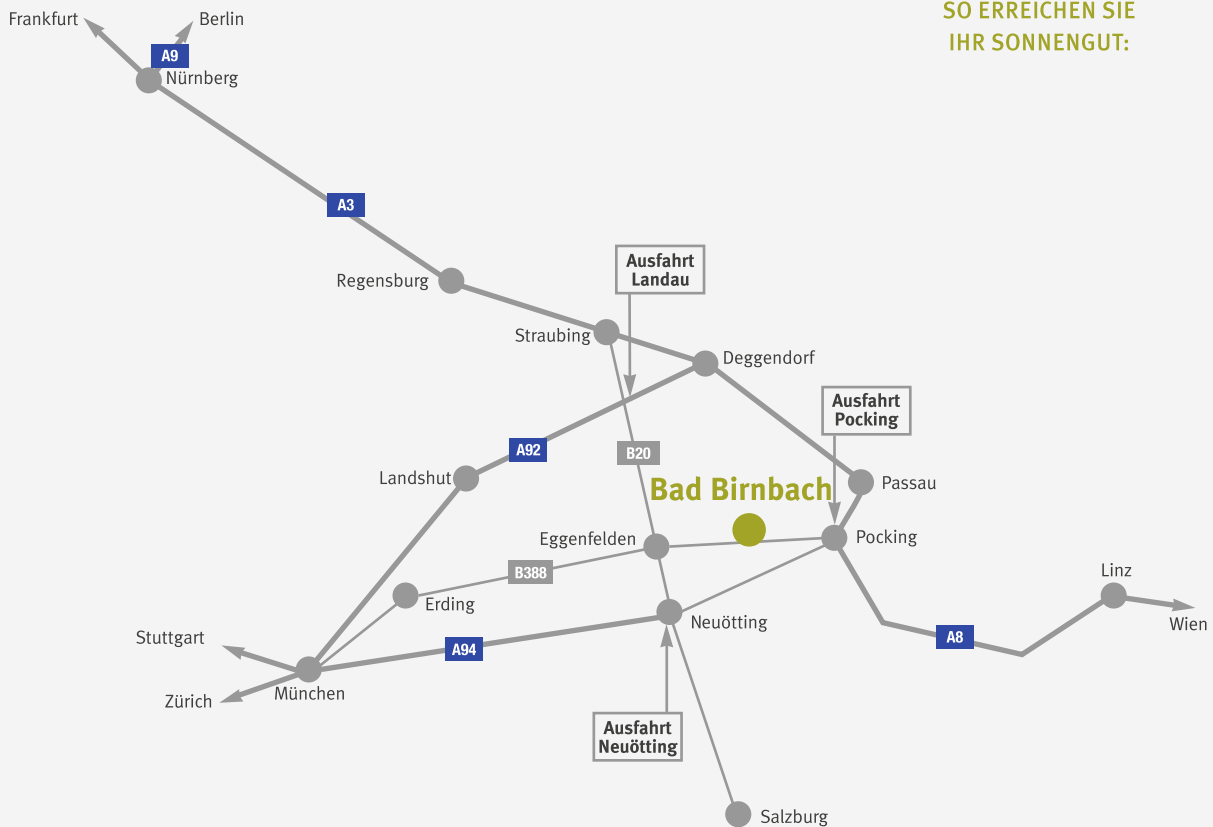 SO ERREICHEN SIE
IHR SONNENGUT:
Frankfurt
Berlin
A9
Nürnberg
A3
Regensburg
Ausfahrt
Landau
Straubing
Deggendorf
Ausfahrt
Pocking
A92
B20
Landshut
Bad Birnbach
Passau
Eggenfelden
Pocking
B388
Linz
Erding
Neuötting
Wien
Stuttgart
A94
A8
Zürich
München
Ausfahrt
Neuötting
Salzburg